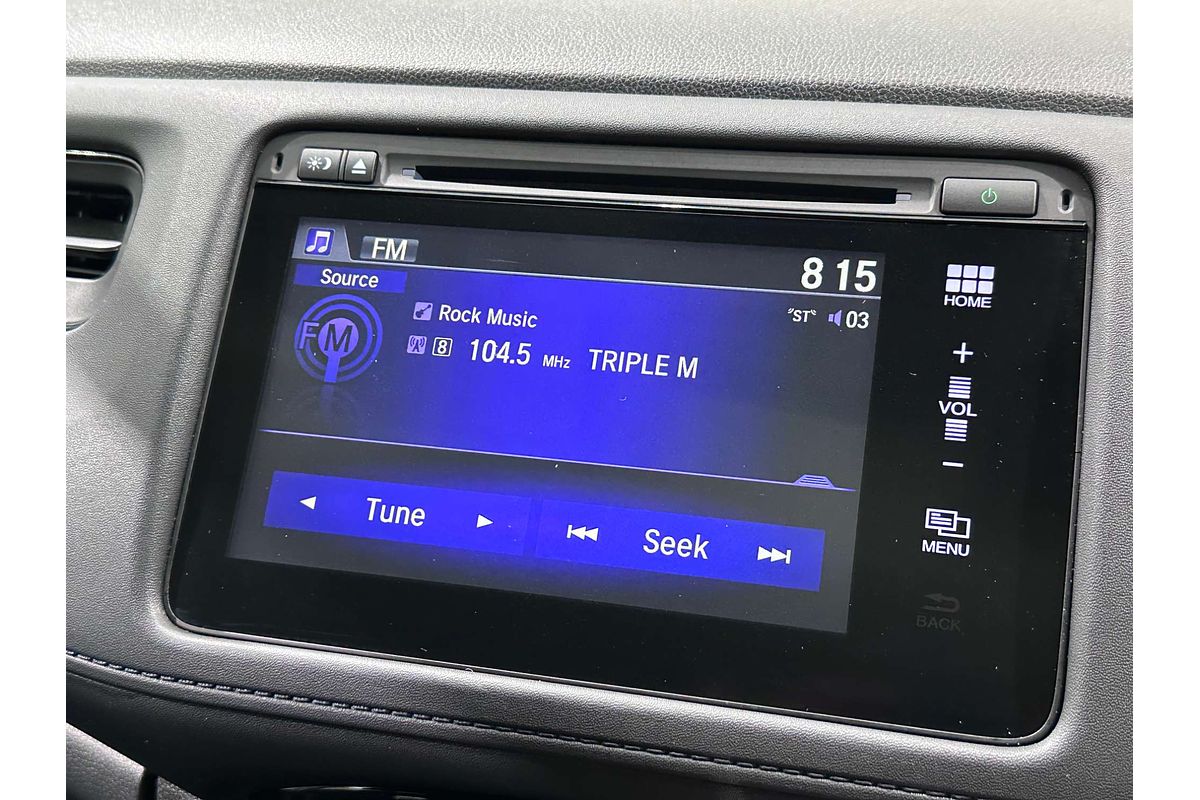 FM
8 15
Source
FM
Rock Music
"ST" 03
8 104.5 MHz TRIPLE M
Tune
Seek
HOME
+
VOL
−
MENU
BACK